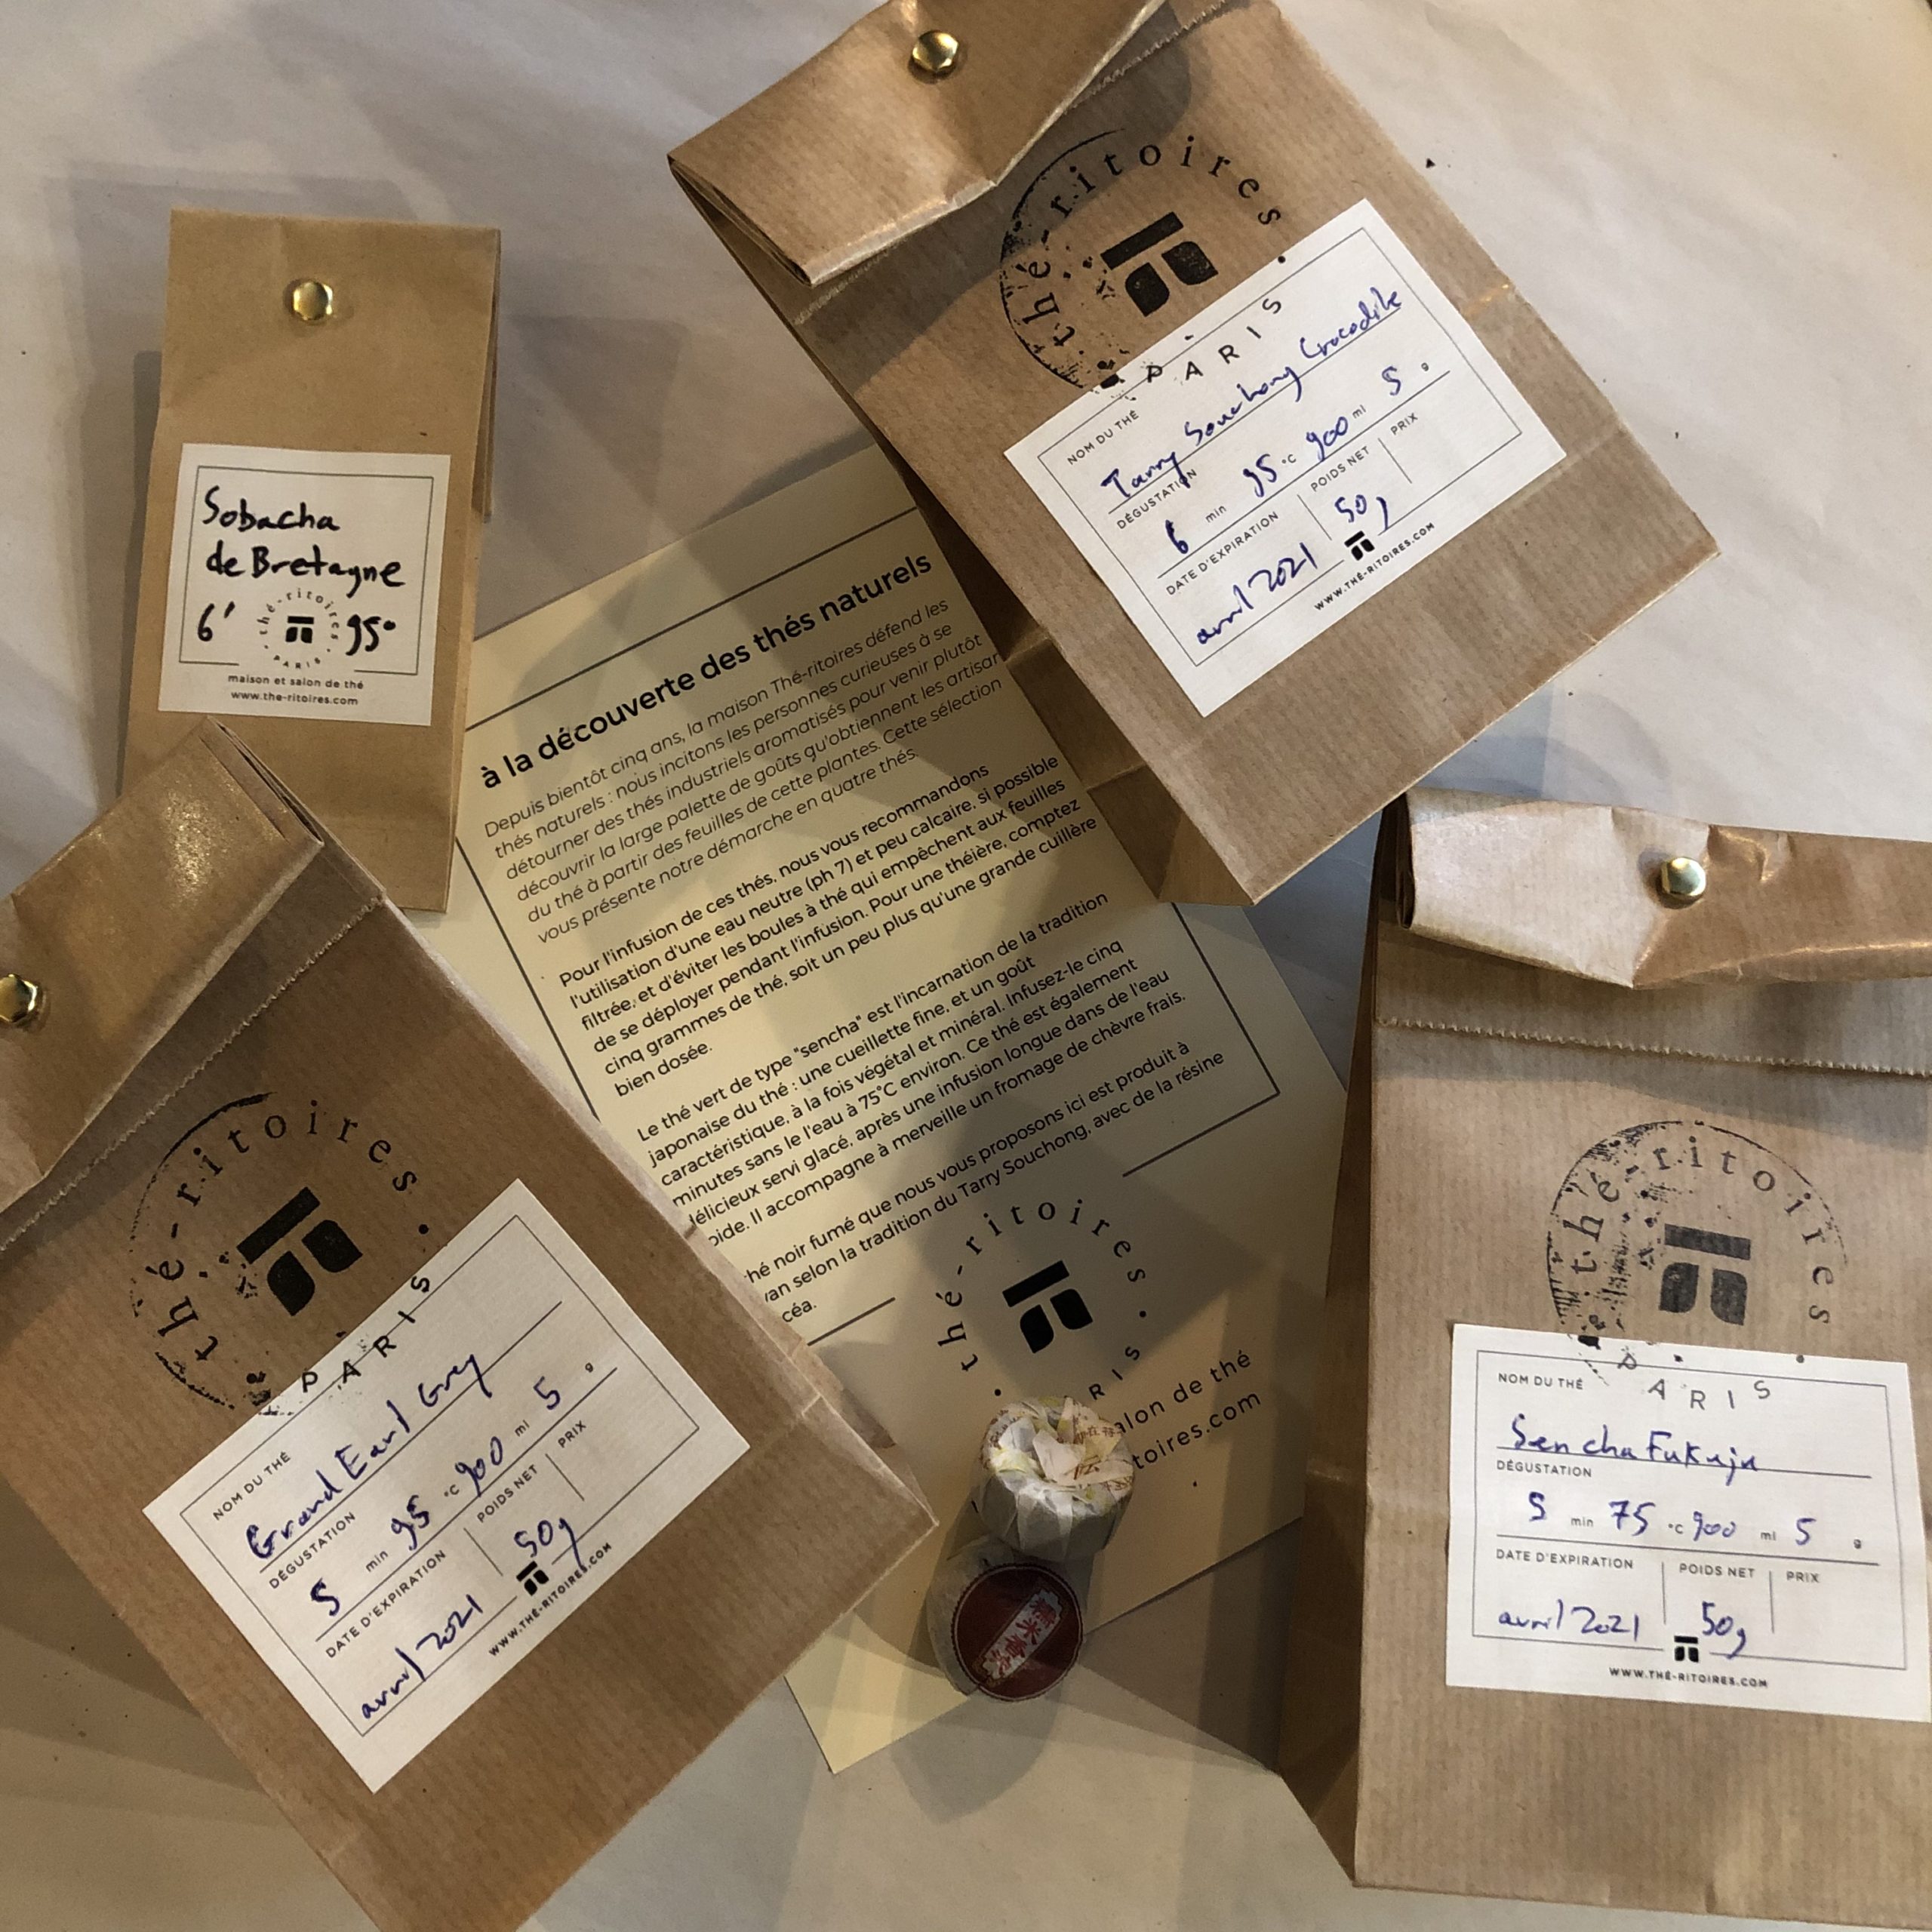 Sobacha
de Bretagne
6' thé-ritoires 95°
PARIS
maison et salon de thé
www.the-ritoires.com
thé-ritoires
PARIS
NOM DU THÉ
Tarry Souchong Crocodile
DÉGUSTATION
6 min 95 °C 900 ml 5 g
DATE D'EXPIRATION POIDS NET PRIX
avril 2021 50g
WWW.THÉ-RITOIRES.COM
à la découverte des thés naturels
Depuis bientôt cinq ans, la maison Thé-ritoires défend les
thés naturels : nous incitons les personnes curieuses à se
détourner des thés industriels aromatisés pour venir plutôt
découvrir la large palette de goûts qu'obtiennent les artisan
du thé à partir des feuilles de cette plantes. Cette sélection
vous présente notre démarche en quatre thés.
Pour l'infusion de ces thés, nous vous recommandons
l'utilisation d'une eau neutre (ph 7) et peu calcaire, si possible
filtrée, et d'éviter les boules à thé qui empêchent aux feuilles
de se déployer pendant l'infusion. Pour une théière, comptez
cinq grammes de thé, soit un peu plus qu'une grande cuillère
bien dosée.
Le thé vert de type "sencha" est l'incarnation de la tradition
japonaise du thé : une cueillette fine, et un goût
caractéristique, à la fois végétal et minéral. Infusez-le cinq
minutes sans le l'eau à 75°C environ. Ce thé est également
délicieux servi glacé, après une infusion longue dans de l'eau
oide. Il accompagne à merveille un fromage de chèvre frais.
hé noir fumé que nous vous proposons ici est produit à
van selon la tradition du Tarry Souchong, avec de la résine
céa.
thé-ritoires
RIS
alon de thé
toires.com
thé-ritoires
PARIS
NOM DU THÉ
Grand Earl Grey
DÉGUSTATION
5 min 95 °C 900 ml 5 g
DATE D'EXPIRATION POIDS NET PRIX
avril 2021 50g
WWW.THÉ-RITOIRES.COM
thé-ritoires
PARIS
NOM DU THÉ
Sencha Fukuju
DÉGUSTATION
5 min 75 °C 900 ml 5 g
DATE D'EXPIRATION POIDS NET PRIX
avril 2021 50g
WWW.THÉ-RITOIRES.COM